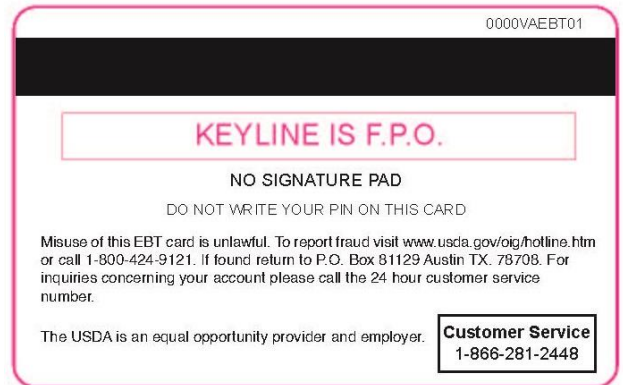 0000VAEBT01
KEYLINE IS F.P.O.
NO SIGNATURE PAD
DO NOT WRITE YOUR PIN ON THIS CARD
Misuse of this EBT card is unlawful. To report fraud visit www.usda.gov/oig/hotline.htm
or call 1-800-424-9121. If found return to P.O. Box 81129 Austin TX. 78708. For
inquiries concerning your account please call the 24 hour customer service
number.
The USDA is an equal opportunity provider and employer.
Customer Service
1-866-281-2448